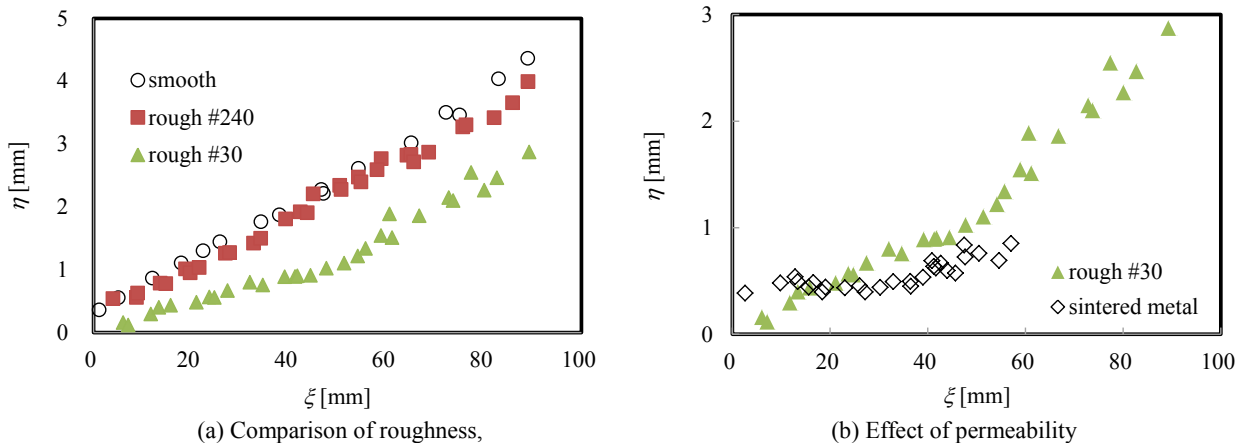 5
4
3
2
1
0
η [mm]
smooth
rough #240
rough #30
0 20 40 60 80 100
ξ [mm]
(a) Comparison of roughness,
3
2
1
0
η [mm]
rough #30
sintered metal
0 20 40 60 80 100
ξ [mm]
(b) Effect of permeability